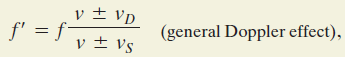 f′ = f (v ± v_D)/(v ± v_S) (general Doppler effect),